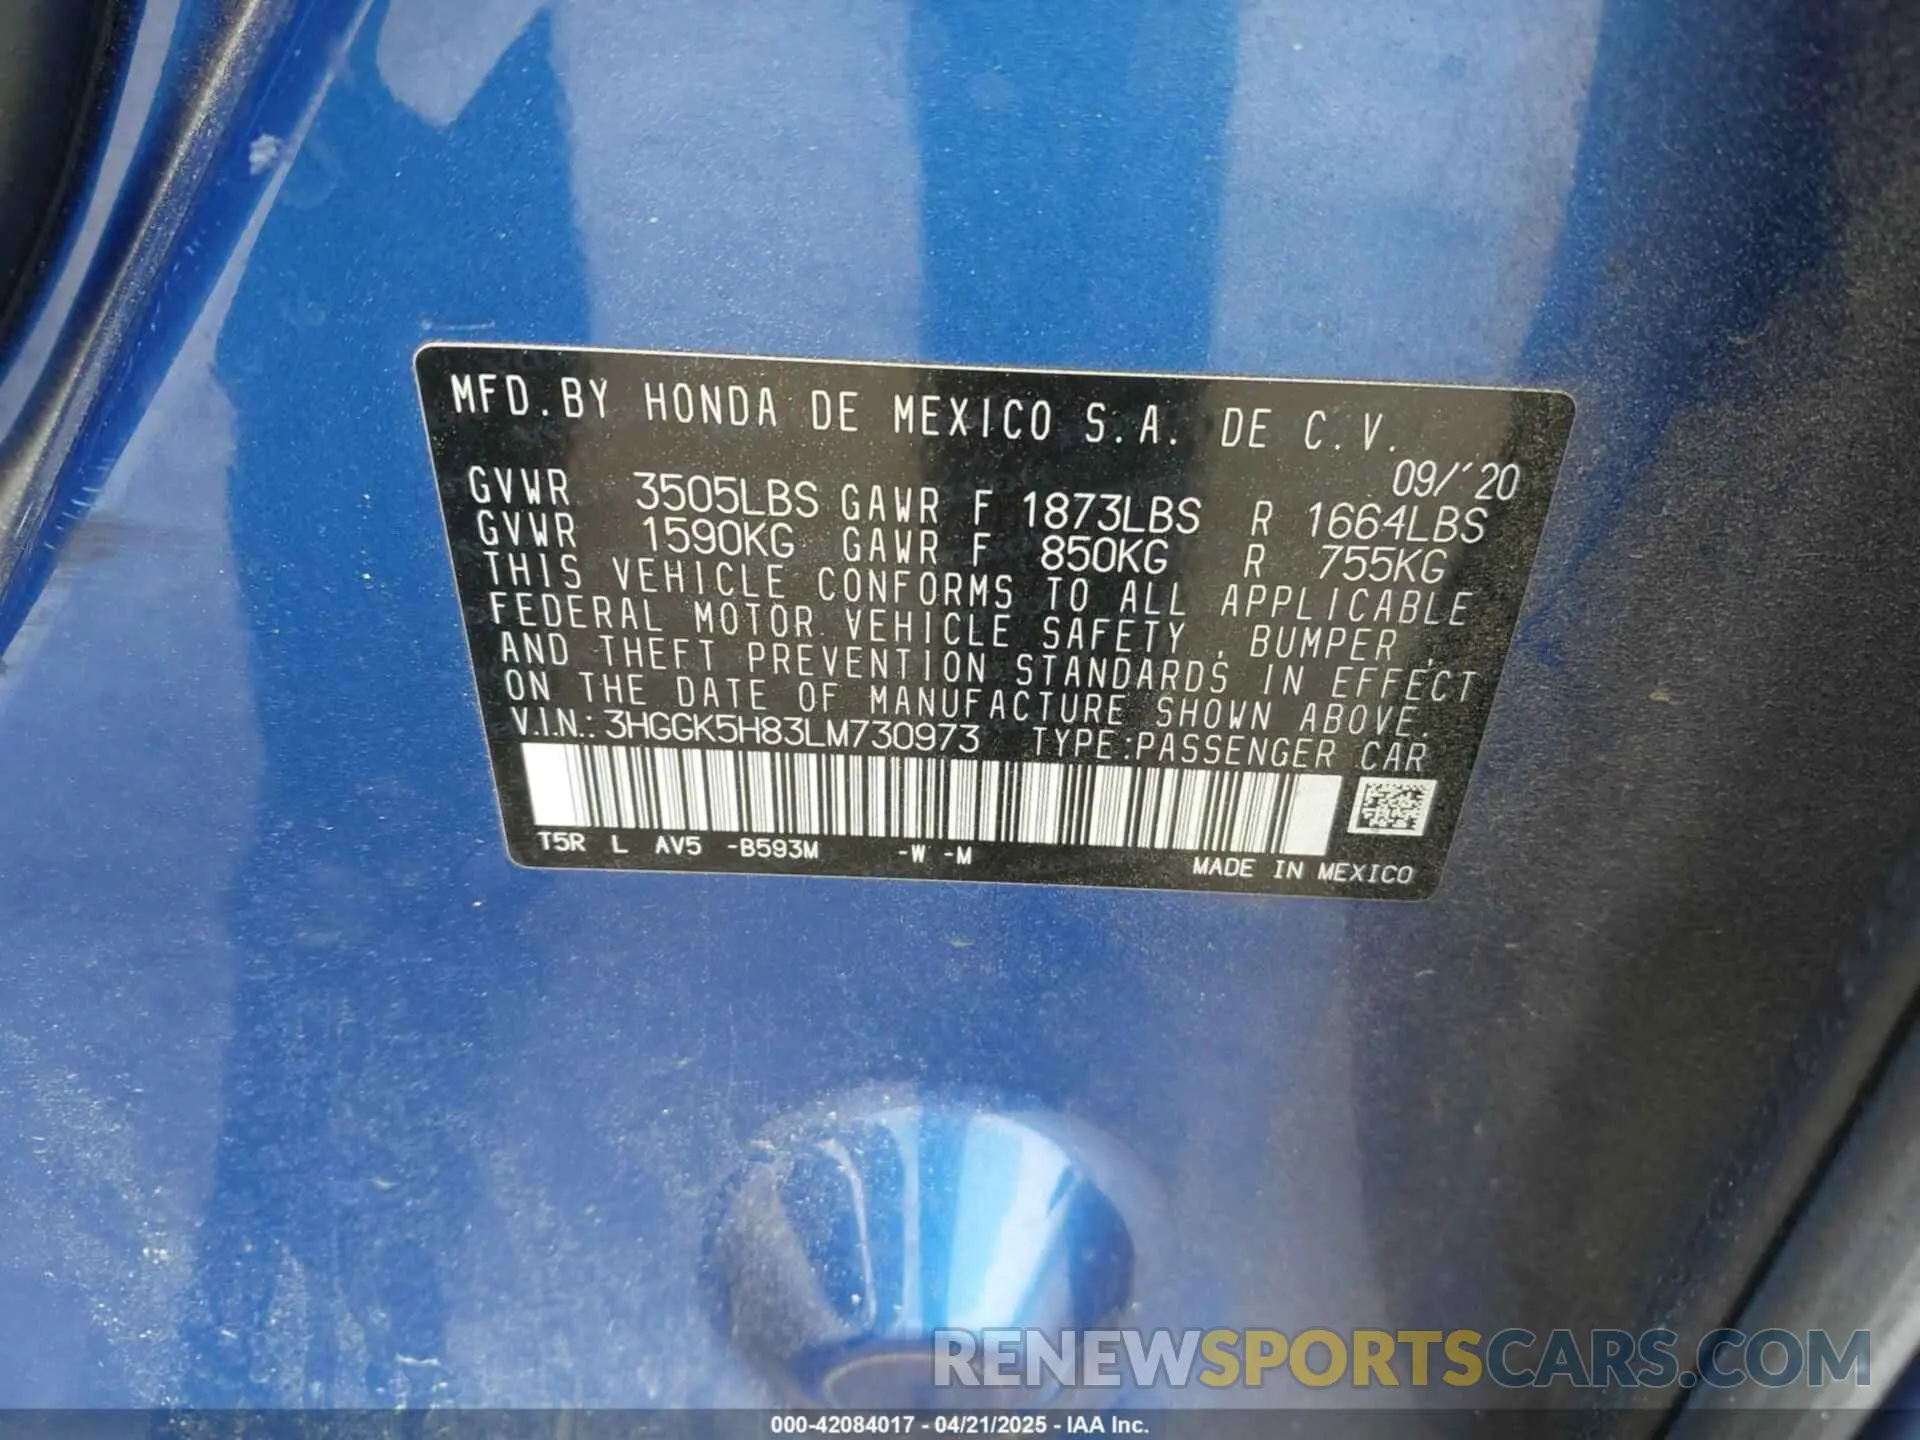 MFD.BY HONDA DE MEXICO S.A. DE C.V.
09/'20
GVWR 3505LBS GAWR F 1873LBS R 1664LBS
GVWR 1590KG GAWR F 850KG R 755KG
THIS VEHICLE CONFORMS TO ALL APPLICABLE
FEDERAL MOTOR VEHICLE SAFETY, BUMPER,
AND THEFT PREVENTION STANDARDS IN EFFECT
ON THE DATE OF MANUFACTURE SHOWN ABOVE.
V.I.N.: 3HGGK5H83LM730973 TYPE:PASSENGER CAR
T5R L AV5 -B593M -W -M
MADE IN MEXICO
RENEWSPORTSCARS.COM
000-42084017 - 04/21/2025 - IAA Inc.